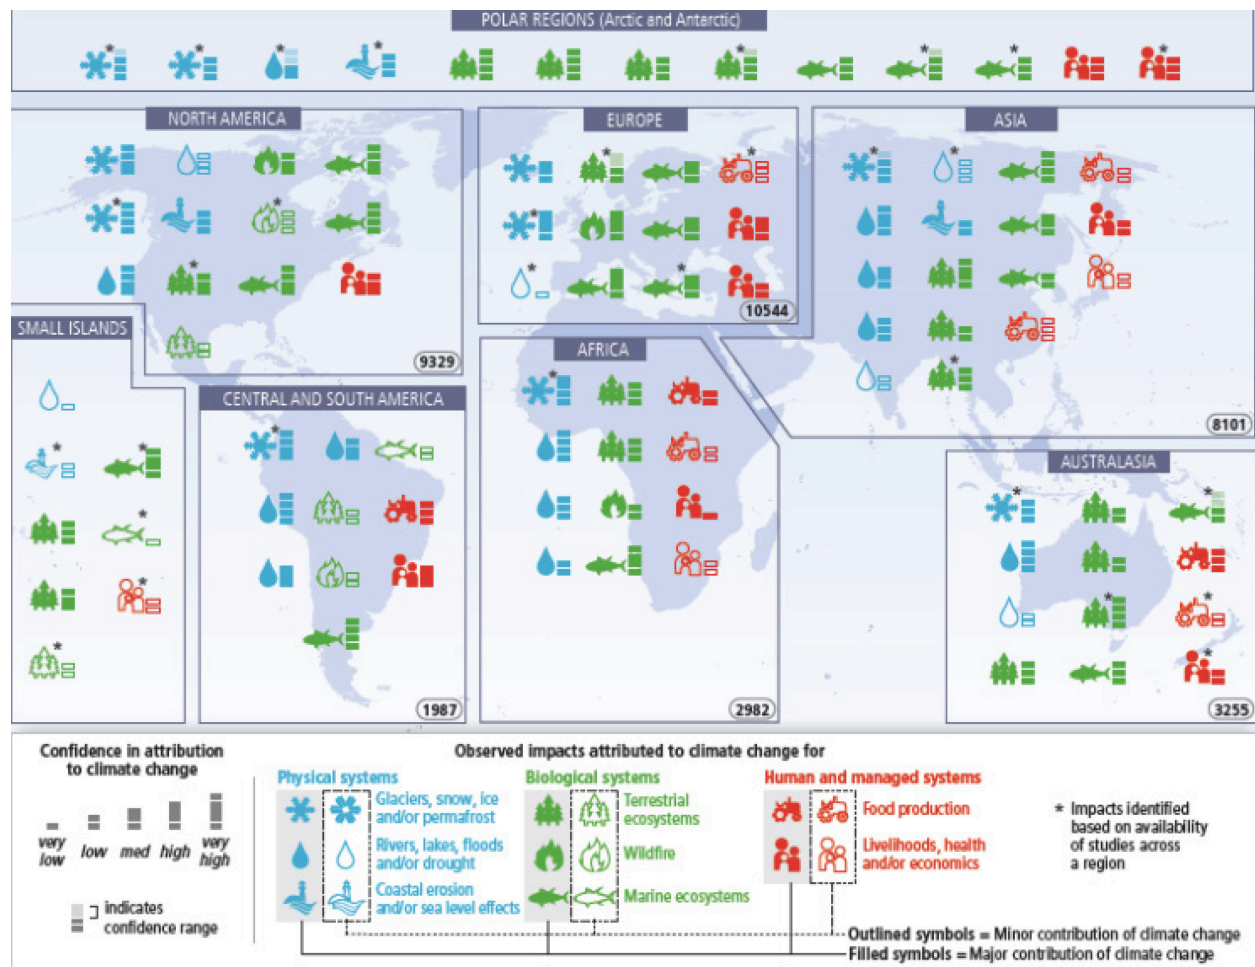 POLAR REGIONS (Arctic and Antarctic)
NORTH AMERICA
EUROPE
ASIA
10544
SMALL ISLANDS
AFRICA
9329
CENTRAL AND SOUTH AMERICA
8101
AUSTRALASIA
1987
2982
3255
Confidence in attribution
to climate change
very
low
low
med
high
very
high
indicates
confidence range
Observed impacts attributed to climate change for
Physical systems
Glaciers, snow, ice
and/or permafrost
Rivers, lakes, floods
and/or drought
Coastal erosion
and/or sea level effects
Biological systems
Terrestrial
ecosystems
Wildfire
Marine ecosystems
Human and managed systems
Food production
Livelihoods, health
and/or economics
* Impacts identified
based on availability
of studies across
a region
Outlined symbols = Minor contribution of climate change
Filled symbols = Major contribution of climate change